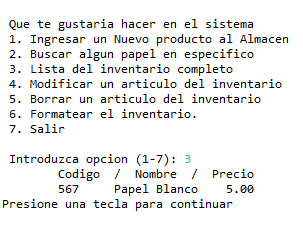 Que te gustaria hacer en el sistema
1. Ingresar un Nuevo producto al Almacen
2. Buscar algun papel en especifico
3. Lista del inventario completo
4. Modificar un articulo del inventario
5. Borrar un articulo del inventario
6. Formatear el inventario.
7. Salir
Introduzca opcion (1-7): 3
Codigo / Nombre / Precio
567 Papel Blanco 5.00
Presione una tecla para continuar